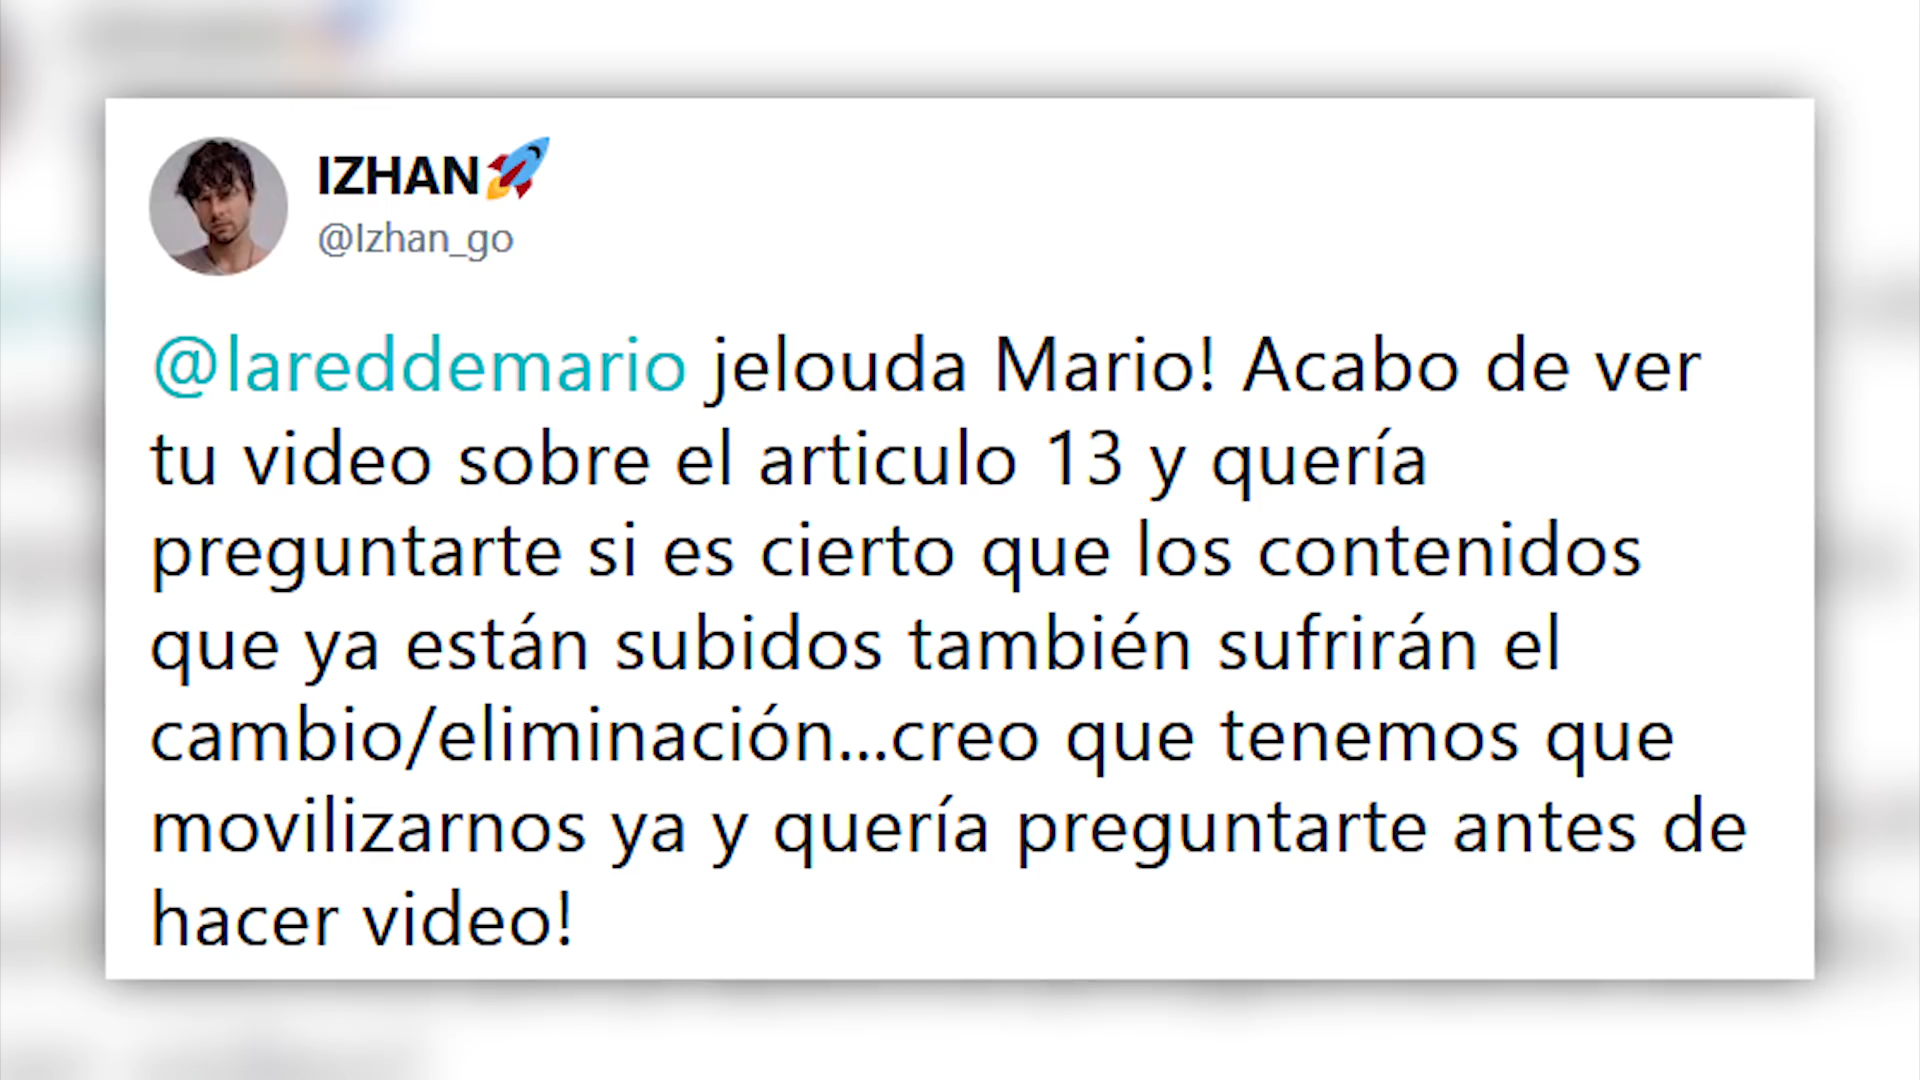 IZHAN🚀
@Izhan_go
@lareddemario jelouda Mario! Acabo de ver
tu video sobre el articulo 13 y quería
preguntarte si es cierto que los contenidos
que ya están subidos también sufrirán el
cambio/eliminación...creo que tenemos que
movilizarnos ya y quería preguntarte antes de
hacer video!